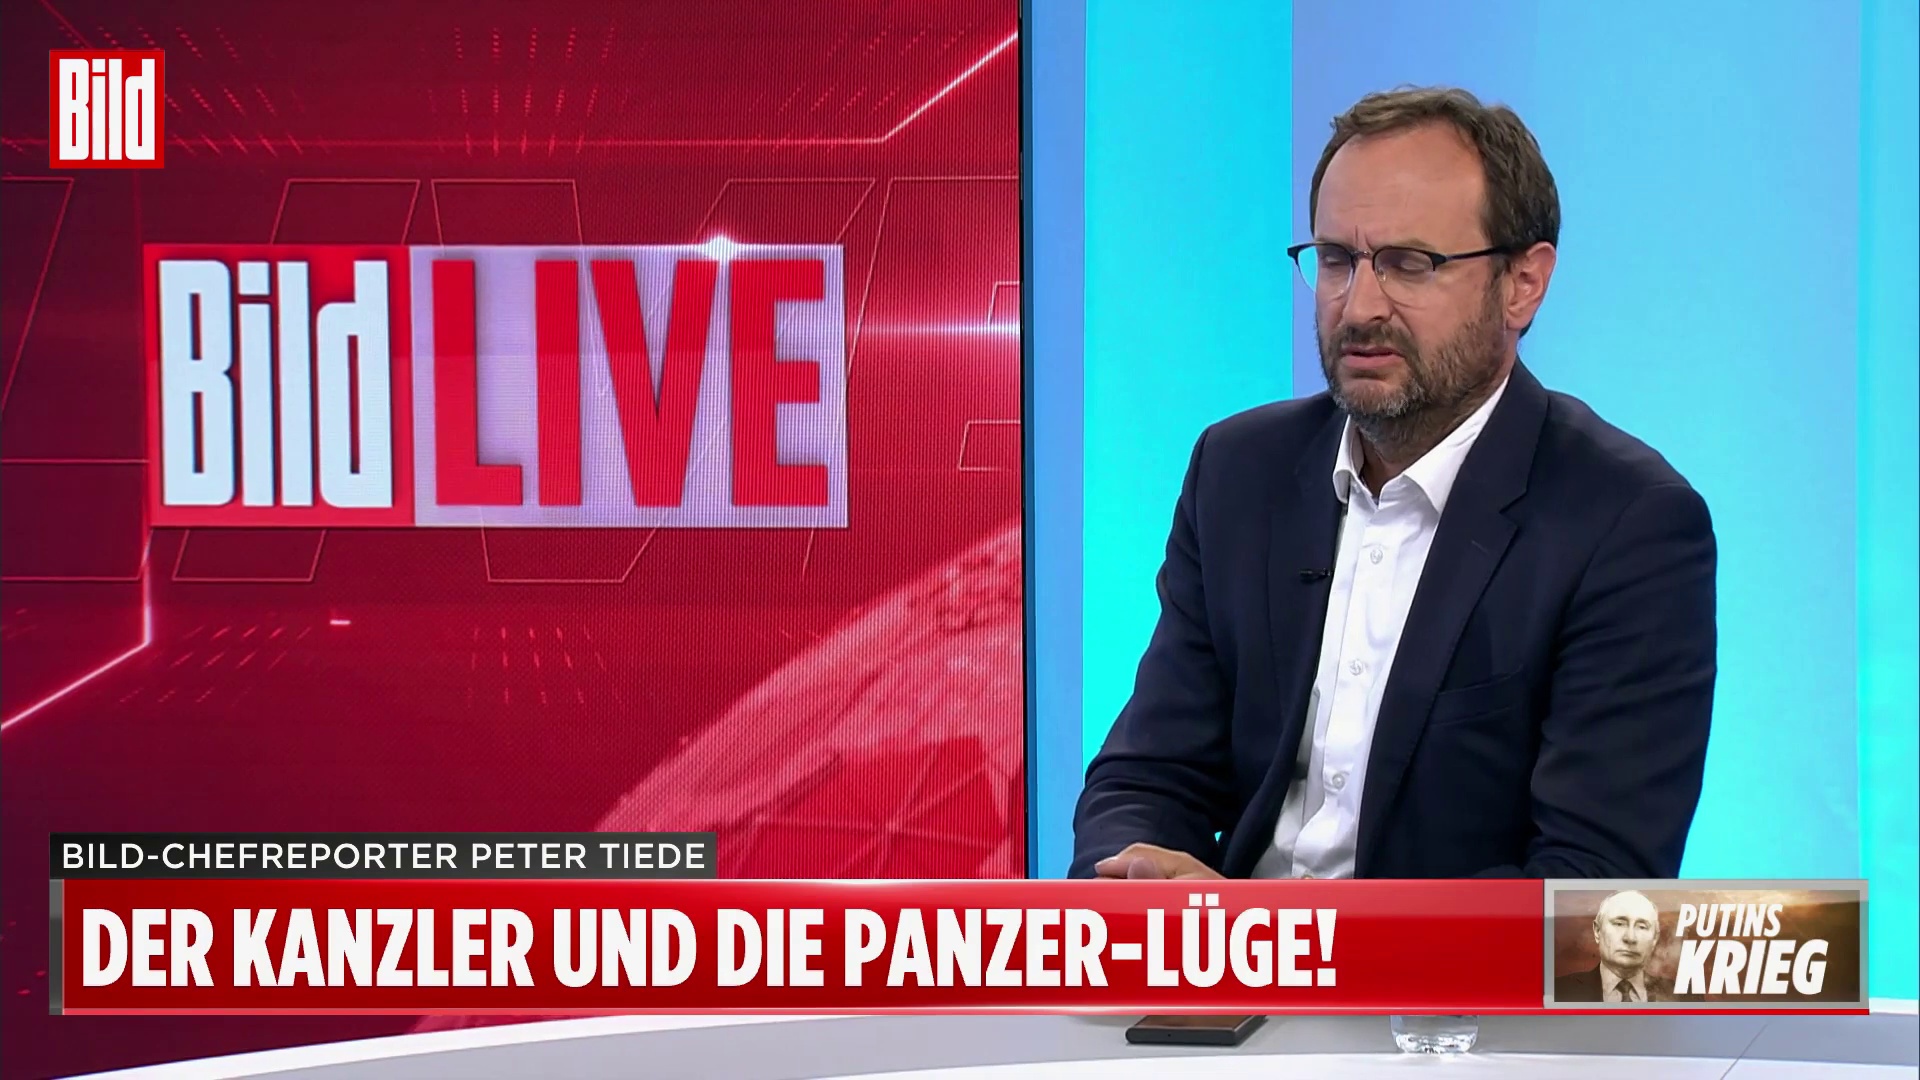 Bild
Bild LIVE
BILD-CHEFREPORTER PETER TIEDE
DER KANZLER UND DIE PANZER-LÜGE!
PUTINS
KRIEG